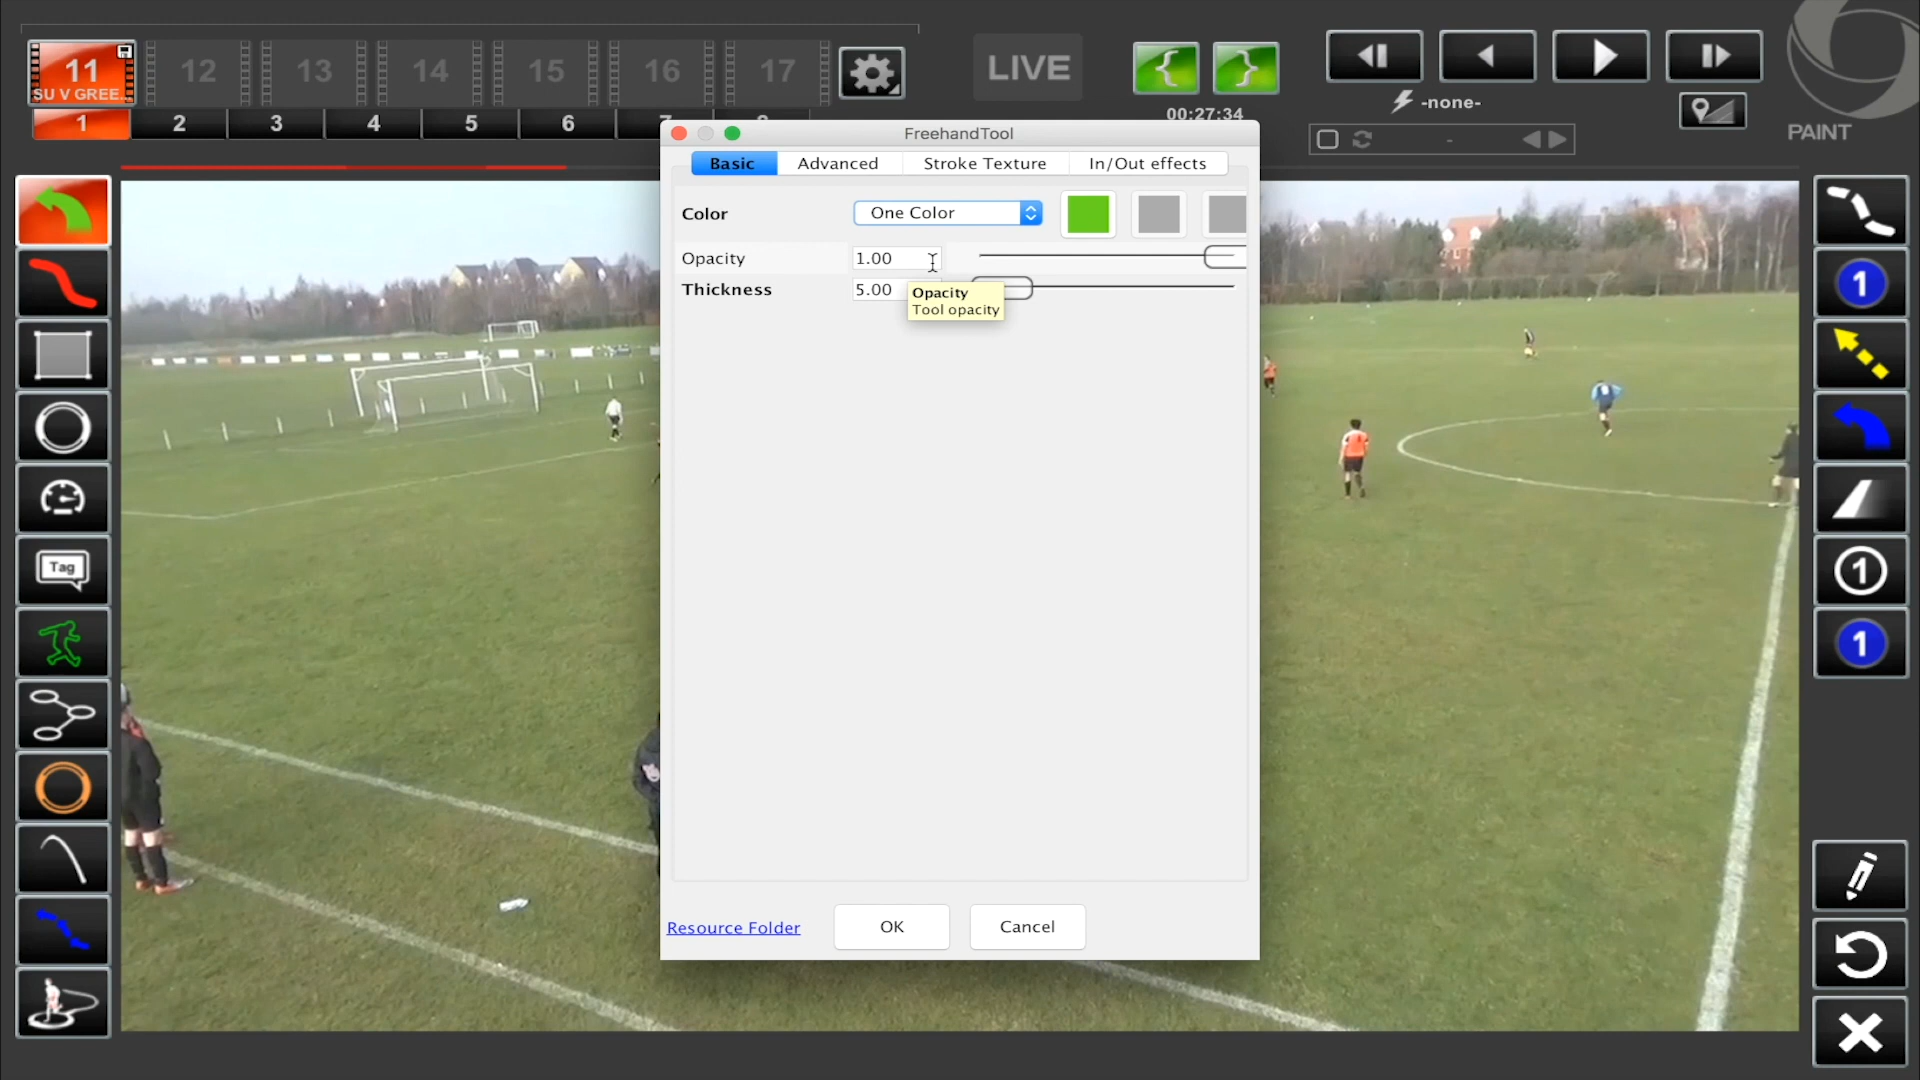 11
SU V GREE...
12
13
14
15
16
17
LIVE
00:27:34
-none-
PAINT
1
2
3
4
5
6
-
FreehandTool
Basic
Advanced
Stroke Texture
In/Out effects
Color
One Color
Opacity
1.00
Thickness
5.00
Opacity
Tool opacity
Resource Folder
OK
Cancel
Tag
1
1
1